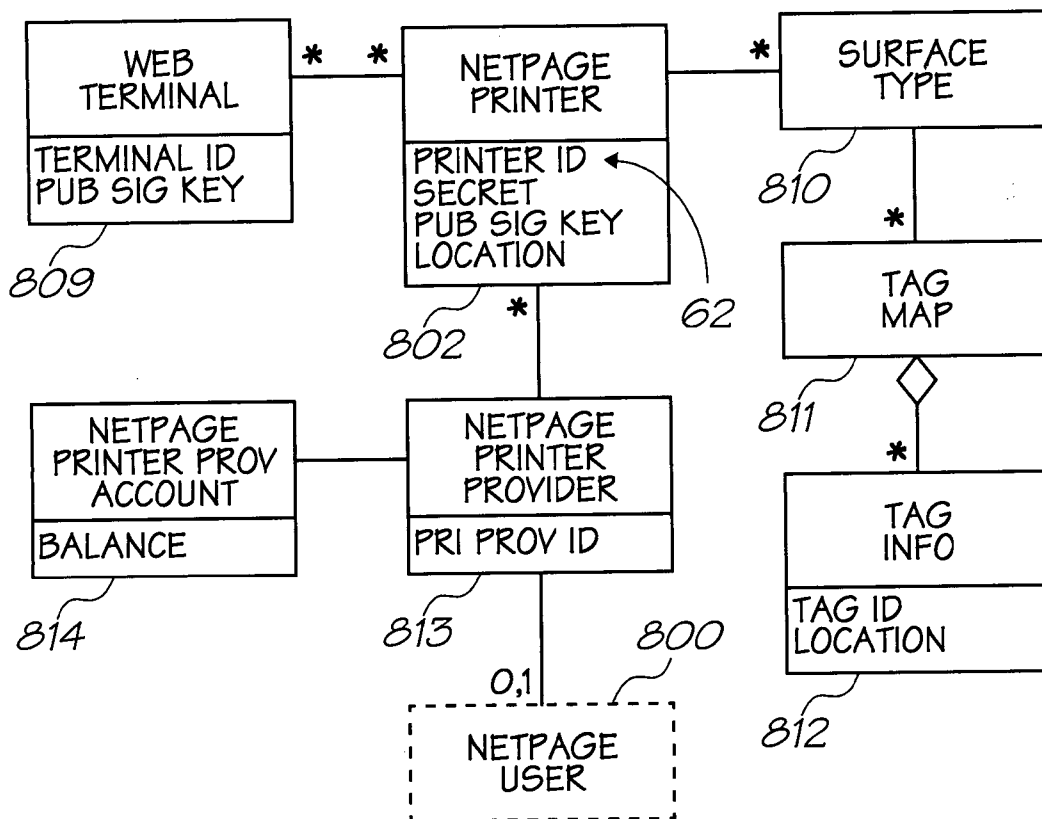 WEB
TERMINAL
TERMINAL ID
PUB SIG KEY
809
*
*
NETPAGE
PRINTER
PRINTER ID
SECRET
PUB SIG KEY
LOCATION
802
62
*
*
SURFACE
TYPE
810
*
TAG
MAP
811
*
TAG
INFO
TAG ID
LOCATION
812
NETPAGE
PRINTER PROV
ACCOUNT
BALANCE
814
NETPAGE
PRINTER
PROVIDER
PRI PROV ID
813
0,1
800
NETPAGE
USER